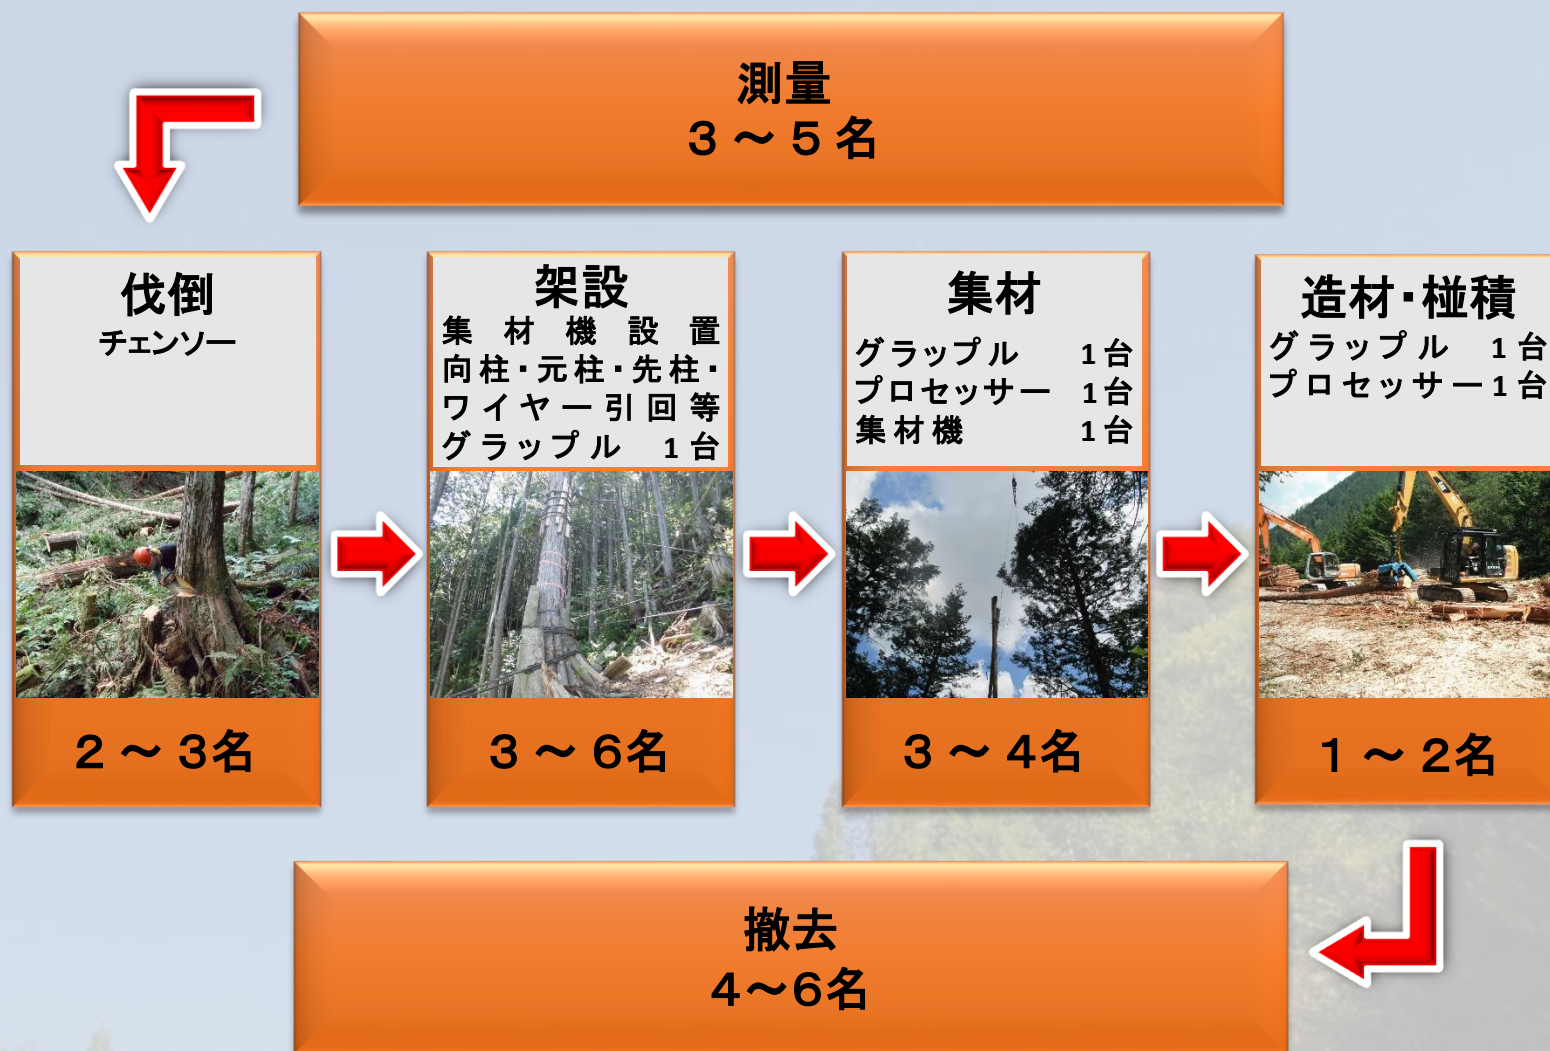 測量
３～５名
伐倒
チェンソー
架設
集材機設置
向柱・元柱・先柱・
ワイヤー引回等
グラップル　1台
集材
グラップル　1台
プロセッサー　1台
集材機　1台
造材・椪積
グラップル　1台
プロセッサー1台
２～３名
３～６名
３～４名
１～２名
撤去
４～６名